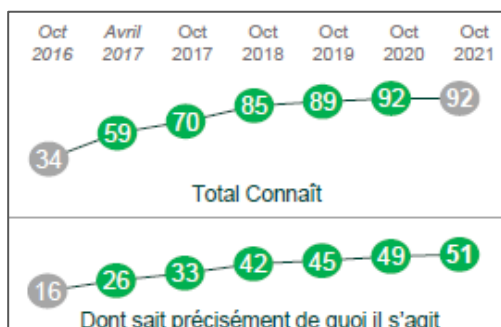 Oct Avril Oct Oct Oct Oct Oct
2016 2017 2017 2018 2019 2020 2021
34 59 70 85 89 92 92
Total Connaît
16 26 33 42 45 49 51
Dont sait précisément de quoi il s'agit